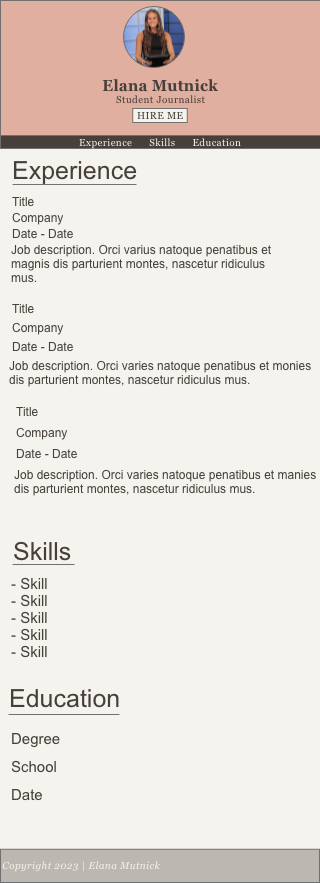 Elana Mutnick
Student Journalist
HIRE ME
Experience Skills Education
Experience
Title
Company
Date - Date
Job description. Orci varius natoque penatibus et
magnis dis parturient montes, nascetur ridiculus
mus.
Title
Company
Date - Date
Job description. Orci varies natoque penatibus et monies
dis parturient montes, nascetur ridiculus mus.
Title
Company
Date - Date
Job description. Orci varies natoque penatibus et manies
dis parturient montes, nascetur ridiculus mus.
Skills
- Skill
- Skill
- Skill
- Skill
- Skill
Education
Degree
School
Date
Copyright 2023 | Elana Mutnick